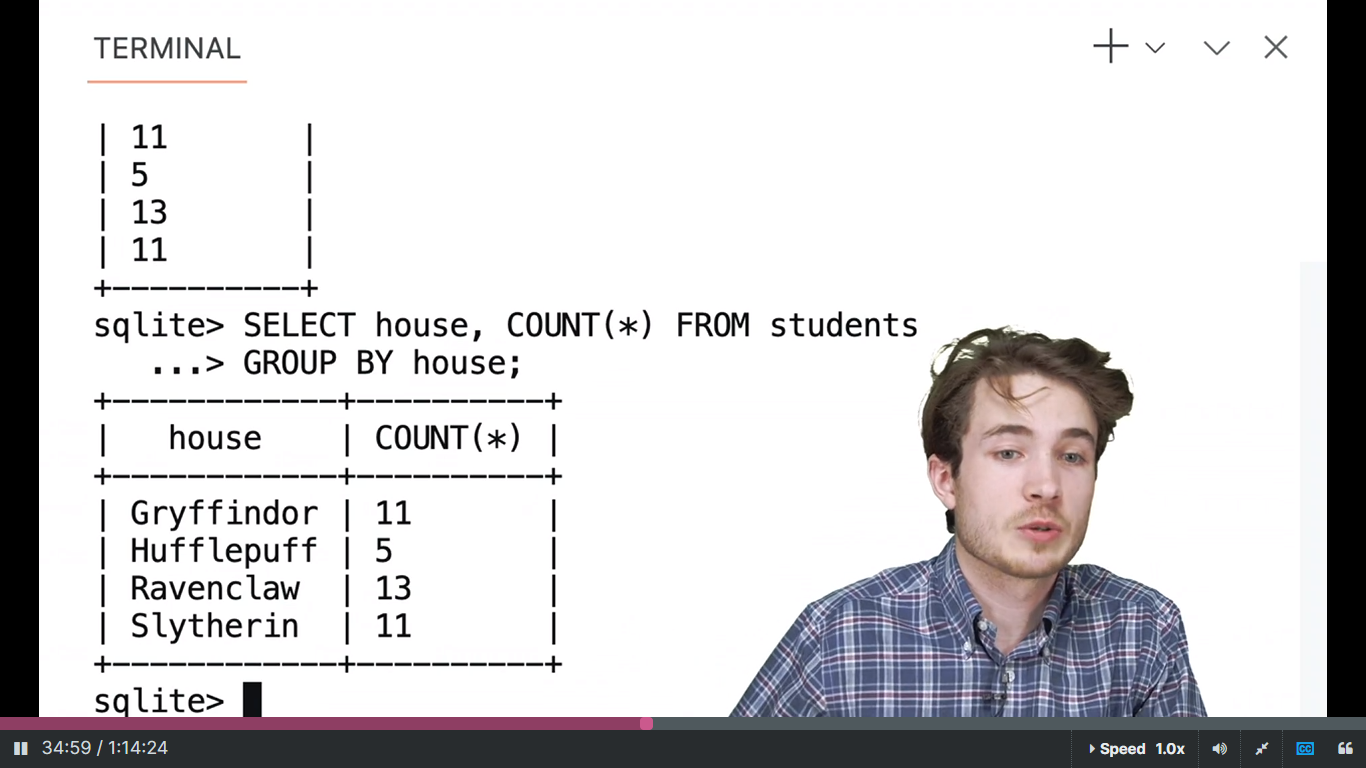 TERMINAL
| 11       |
| 5        |
| 13       |
| 11       |
+----------+
sqlite> SELECT house, COUNT(*) FROM students
   ...> GROUP BY house;
+------------+----------+
|   house    | COUNT(*) |
+------------+----------+
| Gryffindor | 11       |
| Hufflepuff | 5        |
| Ravenclaw  | 13       |
| Slytherin  | 11       |
+------------+----------+
sqlite>
34:59 / 1:14:24
Speed 1.0x
CC